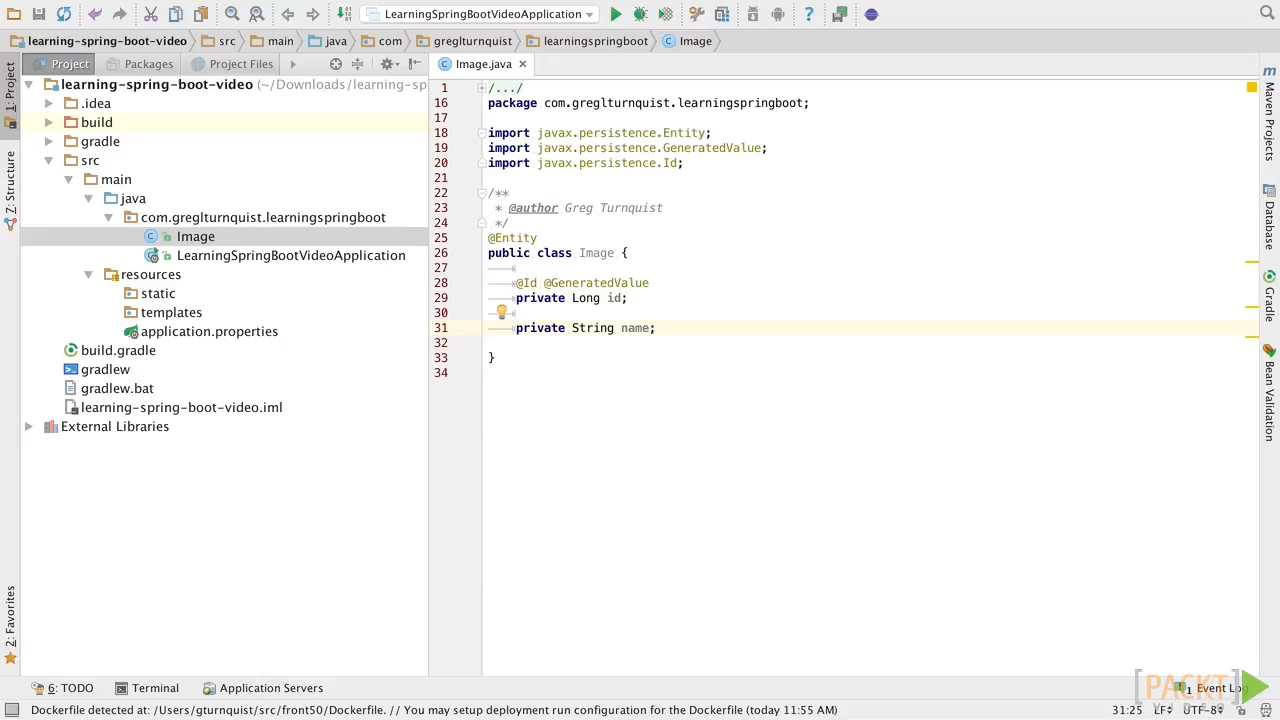 LearningSpringBootVideoApplication
learning-spring-boot-video src main java com greglturnquist learningspringboot Image
Project Packages Project Files
Image.java
1: Project
Z: Structure
2: Favorites
learning-spring-boot-video (~/Downloads/learning-sp
.idea
build
gradle
src
main
java
com.greglturnquist.learningspringboot
Image
LearningSpringBootVideoApplication
resources
static
templates
application.properties
build.gradle
gradlew
gradlew.bat
learning-spring-boot-video.iml
External Libraries
1 /.../
16 package com.greglturnquist.learningspringboot;
17
18 import javax.persistence.Entity;
19 import javax.persistence.GeneratedValue;
20 import javax.persistence.Id;
21
22 /**
23 * @author Greg Turnquist
24 */
25 @Entity
26 public class Image {
27
28 @Id @GeneratedValue
29 private Long id;
30
31 private String name;
32
33 }
34
Maven Projects
Database
Gradle
Bean Validation
6: TODO Terminal Application Servers
1 Event Log
PACKT
Dockerfile detected at: /Users/gturnquist/src/front50/Dockerfile. // You may setup deployment run configuration for the Dockerfile (today 11:55 AM)
31:25 LF UTF-8